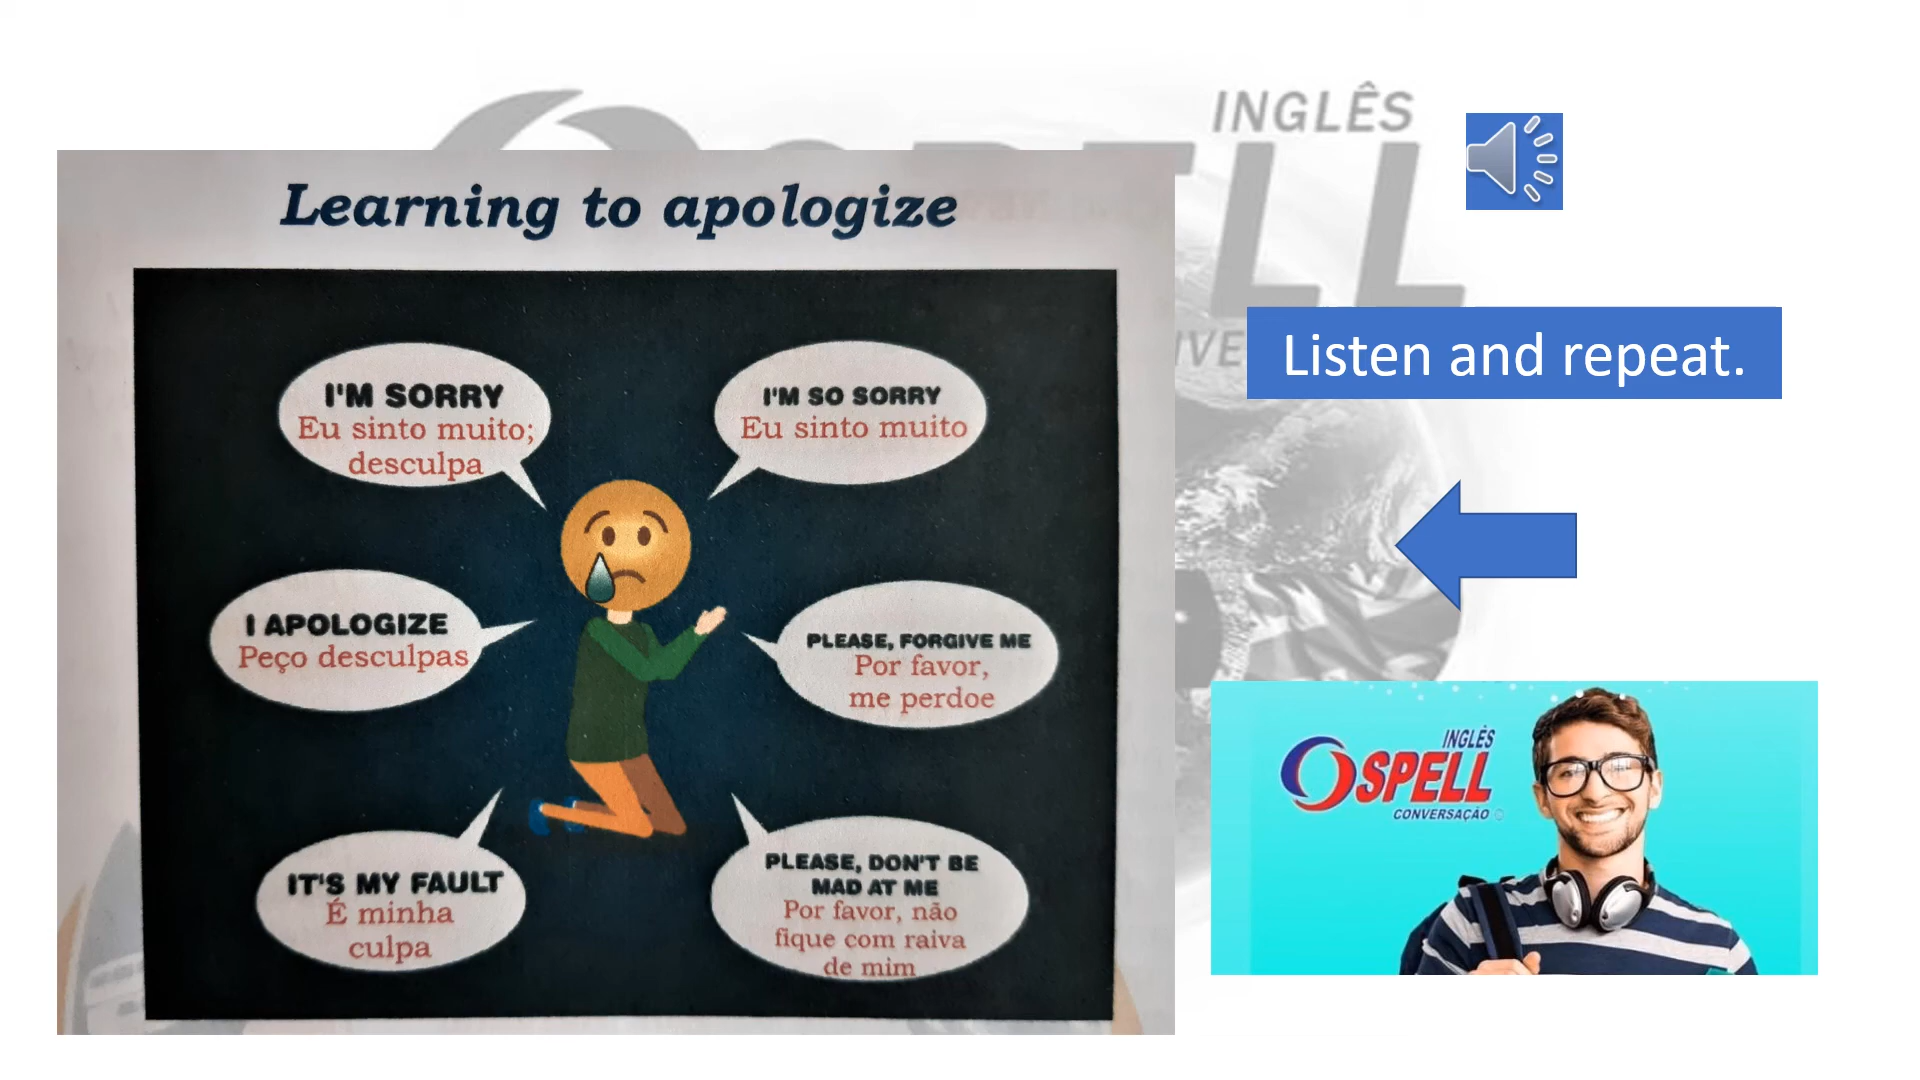 INGLÊS
Learning to apologize
I'M SORRY
Eu sinto muito;
desculpa
I'M SO SORRY
Eu sinto muito
I APOLOGIZE
Peço desculpas
PLEASE, FORGIVE ME
Por favor,
me perdoe
IT'S MY FAULT
É minha
culpa
PLEASE, DON'T BE
MAD AT ME
Por favor, não
fique com raiva
de mim
Listen and repeat.
INGLÊS
SPELL
CONVERSAÇÃO